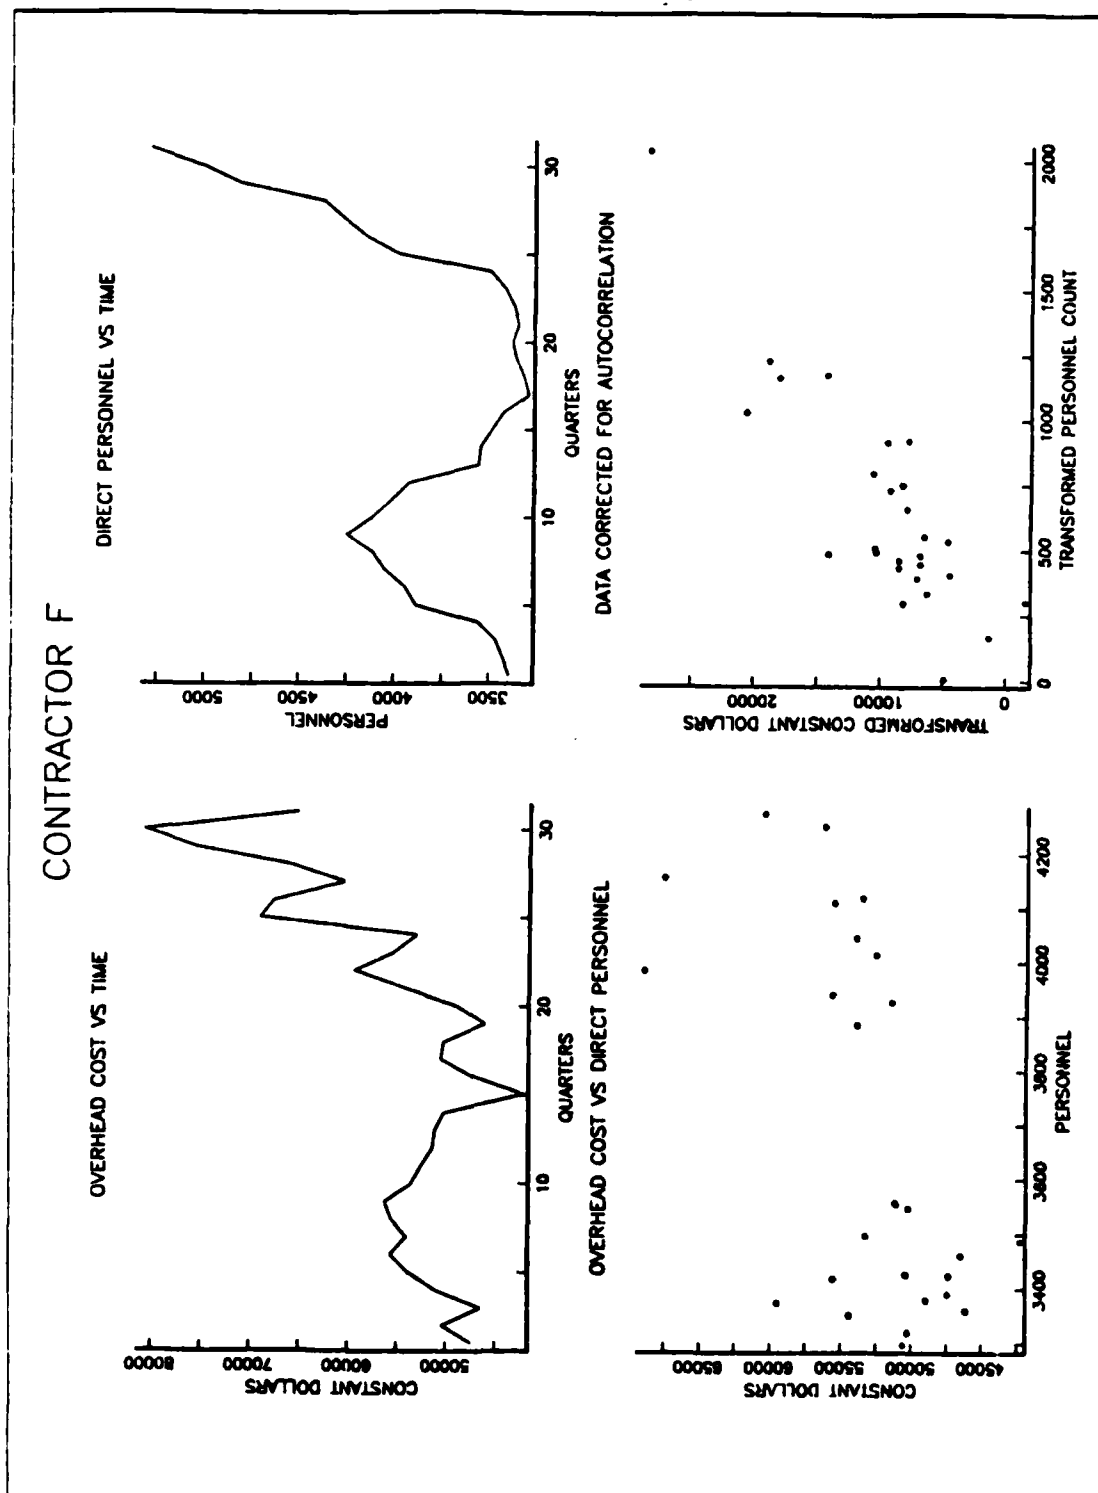 CONTRACTOR F
OVERHEAD COST VS TIME
CONSTANT DOLLARS
80000
70000
60000
50000
10
20
30
QUARTERS
DIRECT PERSONNEL VS TIME
PERSONNEL
5000
4500
4000
3500
10
20
30
QUARTERS
OVERHEAD COST VS DIRECT PERSONNEL
CONSTANT DOLLARS
65000
60000
55000
50000
45000
3400
3600
3800
4000
4200
PERSONNEL
DATA CORRECTED FOR AUTOCORRELATION
TRANSFORMED CONSTANT DOLLARS
20000
10000
0
0
500
1000
1500
2000
TRANSFORMED PERSONNEL COUNT